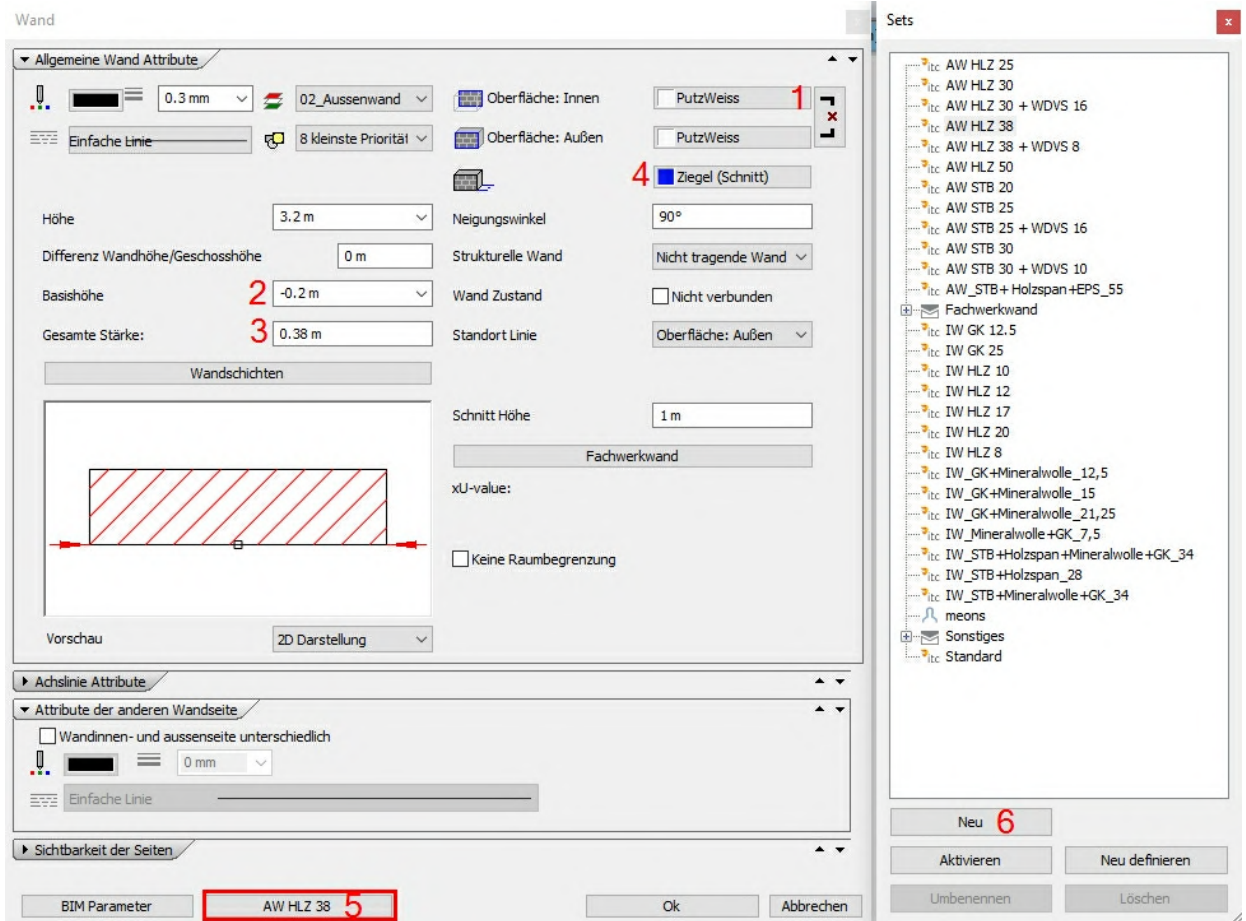 Wand
Allgemeine Wand Attribute
0.3 mm
02_Aussenwand
Oberfläche: Innen
PutzWeiss
1
Einfache Linie
8 kleinste Priorität
Oberfläche: Außen
PutzWeiss
4
Ziegel (Schnitt)
Höhe
3.2 m
Neigungswinkel
90°
Differenz Wandhöhe/Geschosshöhe
0 m
Strukturelle Wand
Nicht tragende Wand
Basishöhe
2
-0.2 m
Wand Zustand
Nicht verbunden
Gesamte Stärke:
3
0.38 m
Standort Linie
Oberfläche: Außen
Wandschichten
Schnitt Höhe
1 m
Fachwerkwand
xU-value:
Keine Raumbegrenzung
Vorschau
2D Darstellung
Achslinie Attribute
Attribute der anderen Wandseite
Wandinnen- und aussenseite unterschiedlich
0 mm
Einfache Linie
Sichtbarkeit der Seiten
BIM Parameter
AW HLZ 38
5
Ok
Abbrechen
Sets
x
itc AW HLZ 25
itc AW HLZ 30
itc AW HLZ 30 + WDVS 16
itc AW HLZ 38
itc AW HLZ 38 + WDVS 8
itc AW HLZ 50
itc AW STB 20
itc AW STB 25
itc AW STB 25 + WDVS 16
itc AW STB 30
itc AW STB 30 + WDVS 10
itc AW_STB+ Holzspan+EPS_55
Fachwerkwand
itc IW GK 12.5
itc IW GK 25
itc IW HLZ 10
itc IW HLZ 12
itc IW HLZ 17
itc IW HLZ 20
itc IW HLZ 8
itc IW_GK+Mineralwolle_12,5
itc IW_GK+Mineralwolle_15
itc IW_GK+Mineralwolle_21,25
itc IW_Mineralwolle+GK_7,5
itc IW_STB+Holzspan+Mineralwolle+GK_34
itc IW_STB+Holzspan_28
itc IW_STB+Mineralwolle+GK_34
meons
Sonstiges
itc Standard
Neu
6
Aktivieren
Neu definieren
Umbenennen
Löschen